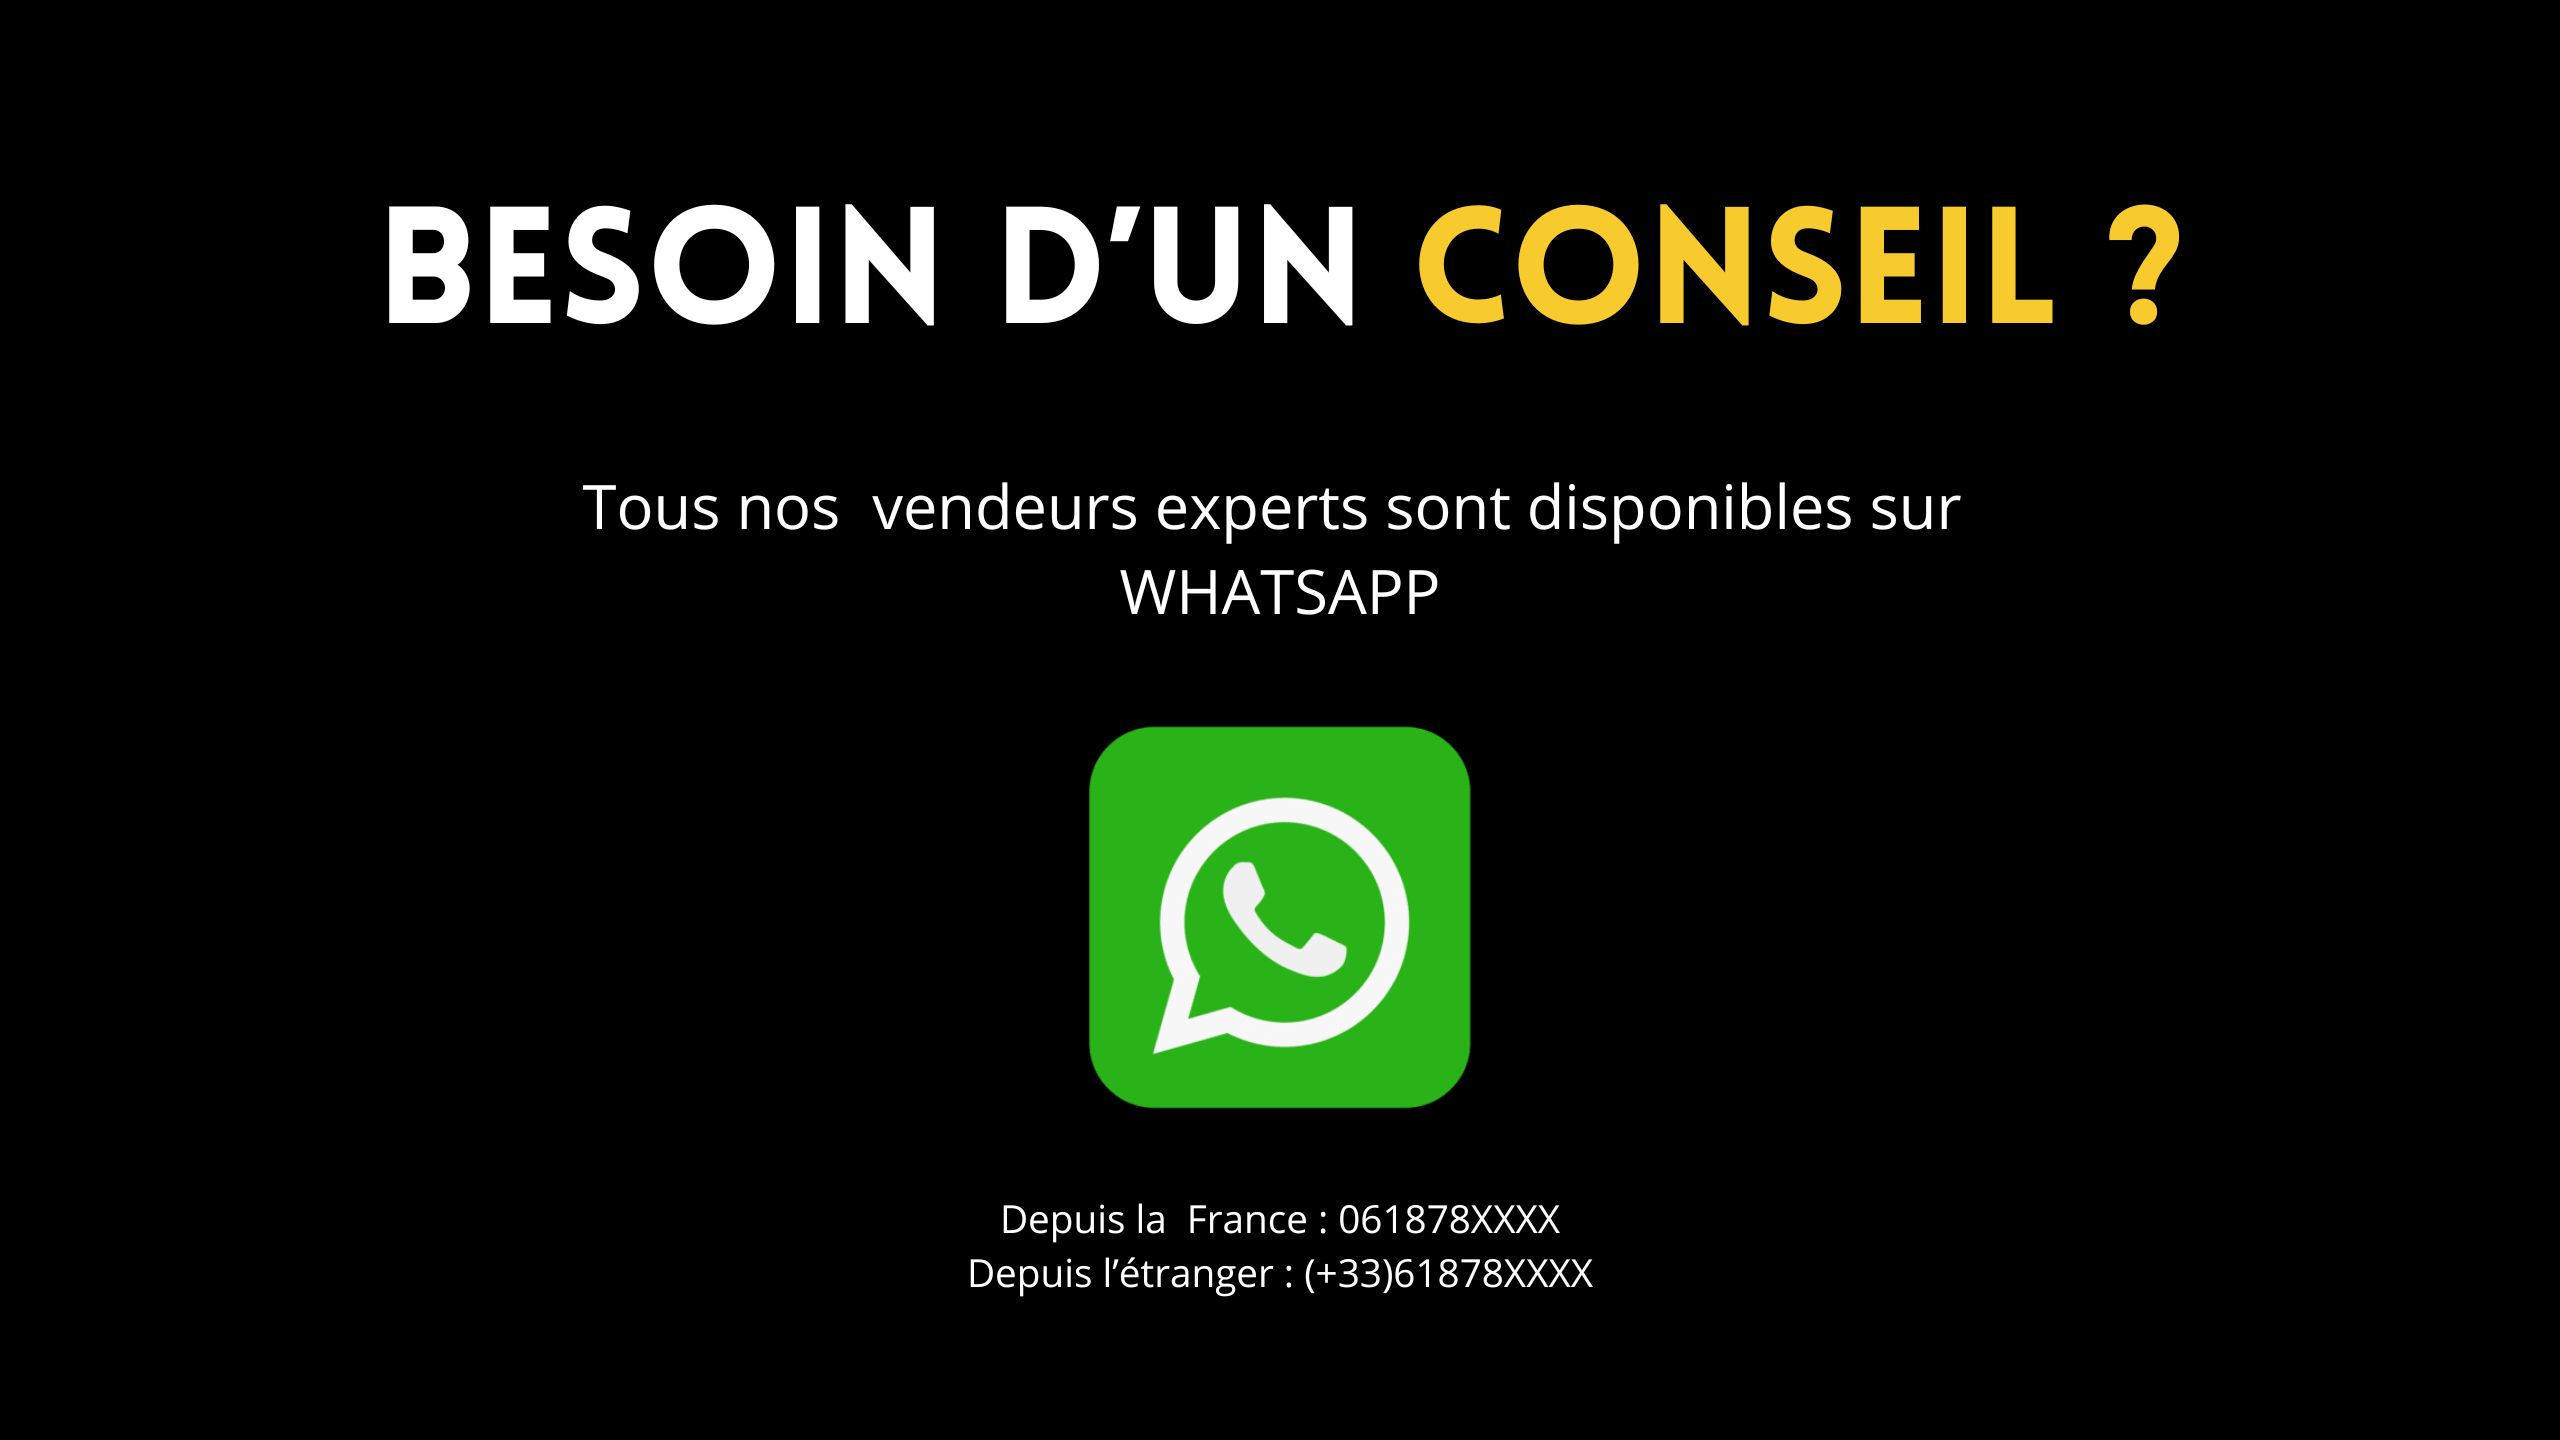 BESOIN D’UN CONSEIL ?
Tous nos  vendeurs experts sont disponibles sur
WHATSAPP
Depuis la  France : 061878XXXX
Depuis l’étranger : (+33)61878XXXX